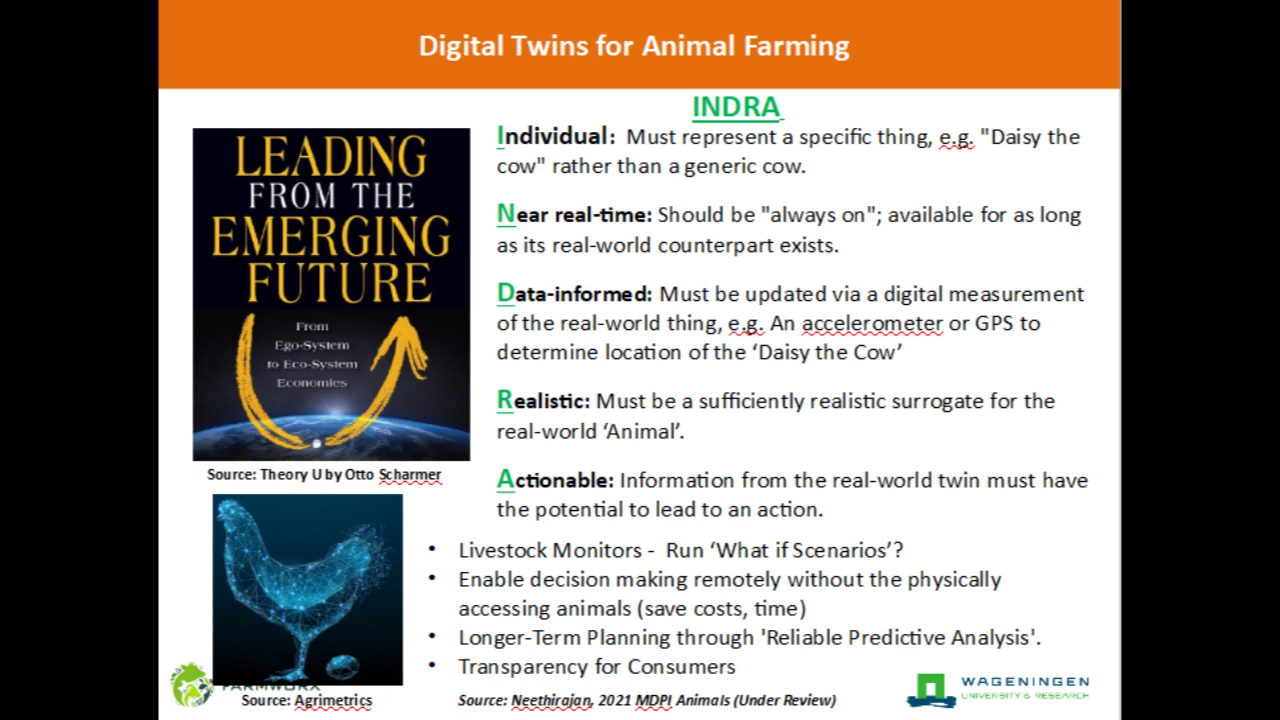 Digital Twins for Animal Farming
INDRA
Individual: Must represent a specific thing, e.g. "Daisy the
cow" rather than a generic cow.
Near real-time: Should be "always on"; available for as long
as its real-world counterpart exists.
Data-informed: Must be updated via a digital measurement
of the real-world thing, e.g. An accelerometer or GPS to
determine location of the ‘Daisy the Cow’
Realistic: Must be a sufficiently realistic surrogate for the
real-world ‘Animal’.
Actionable: Information from the real-world twin must have
the potential to lead to an action.
• Livestock Monitors - Run ‘What if Scenarios’?
• Enable decision making remotely without the physically
accessing animals (save costs, time)
• Longer-Term Planning through 'Reliable Predictive Analysis'.
• Transparency for Consumers
LEADING
FROM THE
EMERGING
FUTURE
From
Ego-System
to Eco-System
Economies
Source: Theory U by Otto Scharmer
FARMWORX
Source: Agrimetrics
Source: Neethirajan, 2021 MDPI Animals (Under Review)
WAGENINGEN
UNIVERSITY & RESEARCH